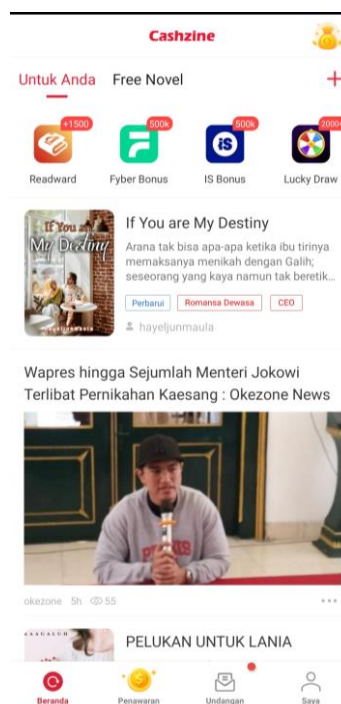 Cashzine
Untuk Anda Free Novel
+1500 500k 500k 2000+
Readward Fyber Bonus IS Bonus Lucky Draw
If You are
My Destiny
hayeljunmaula
If You are My Destiny
Arana tak bisa apa-apa ketika ibu tirinya
memaksanya menikah dengan Galih;
seseorang yang kaya namun tak beretik...
Perbarui Romansa Dewasa CEO
hayeljunmaula
Wapres hingga Sejumlah Menteri Jokowi
Terlibat Pernikahan Kaesang : Okezone News
okezone 5h 55
PELUKAN UNTUK LANIA
Beranda Penawaran Undangan Saya